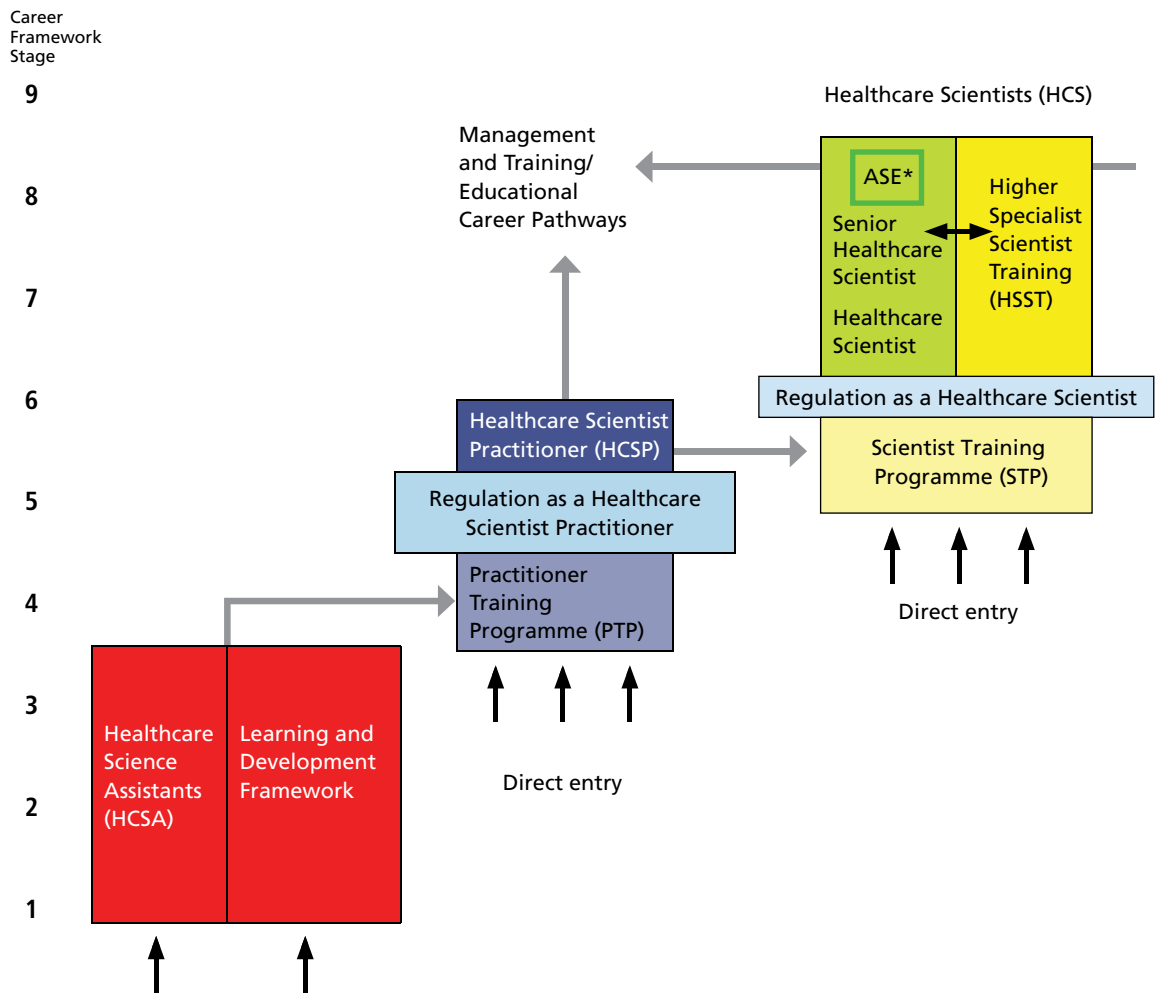 Career
Framework
Stage
9
8
7
6
5
4
3
2
1
Healthcare Scientists (HCS)
Management
and Training/
Educational
Career Pathways
ASE*
Senior
Healthcare
Scientist
Healthcare
Scientist
Higher
Specialist
Scientist
Training
(HSST)
Regulation as a Healthcare Scientist
Scientist Training
Programme (STP)
Direct entry
Healthcare Scientist
Practitioner (HCSP)
Regulation as a Healthcare
Scientist Practitioner
Practitioner
Training
Programme (PTP)
Direct entry
Healthcare
Science
Assistants
(HCSA)
Learning and
Development
Framework